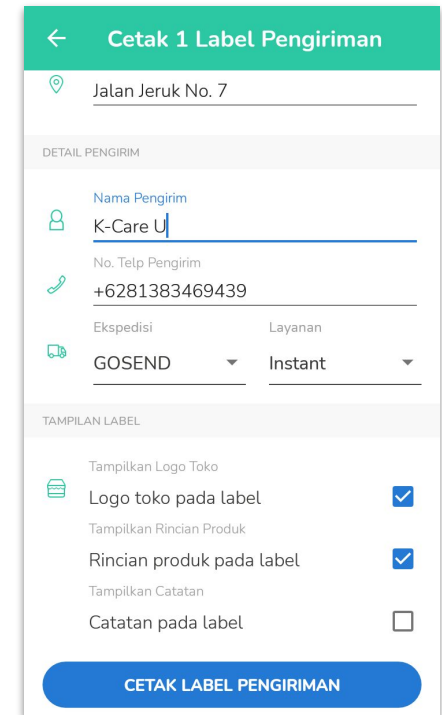 Cetak 1 Label Pengiriman
Jalan Jeruk No. 7
DETAIL PENGIRIM
Nama Pengirim
K-Care U
No. Telp Pengirim
+6281383469439
Ekspedisi Layanan
GOSEND Instant
TAMPILAN LABEL
Tampilkan Logo Toko
Logo toko pada label
Tampilkan Rincian Produk
Rincian produk pada label
Tampilkan Catatan
Catatan pada label
CETAK LABEL PENGIRIMAN